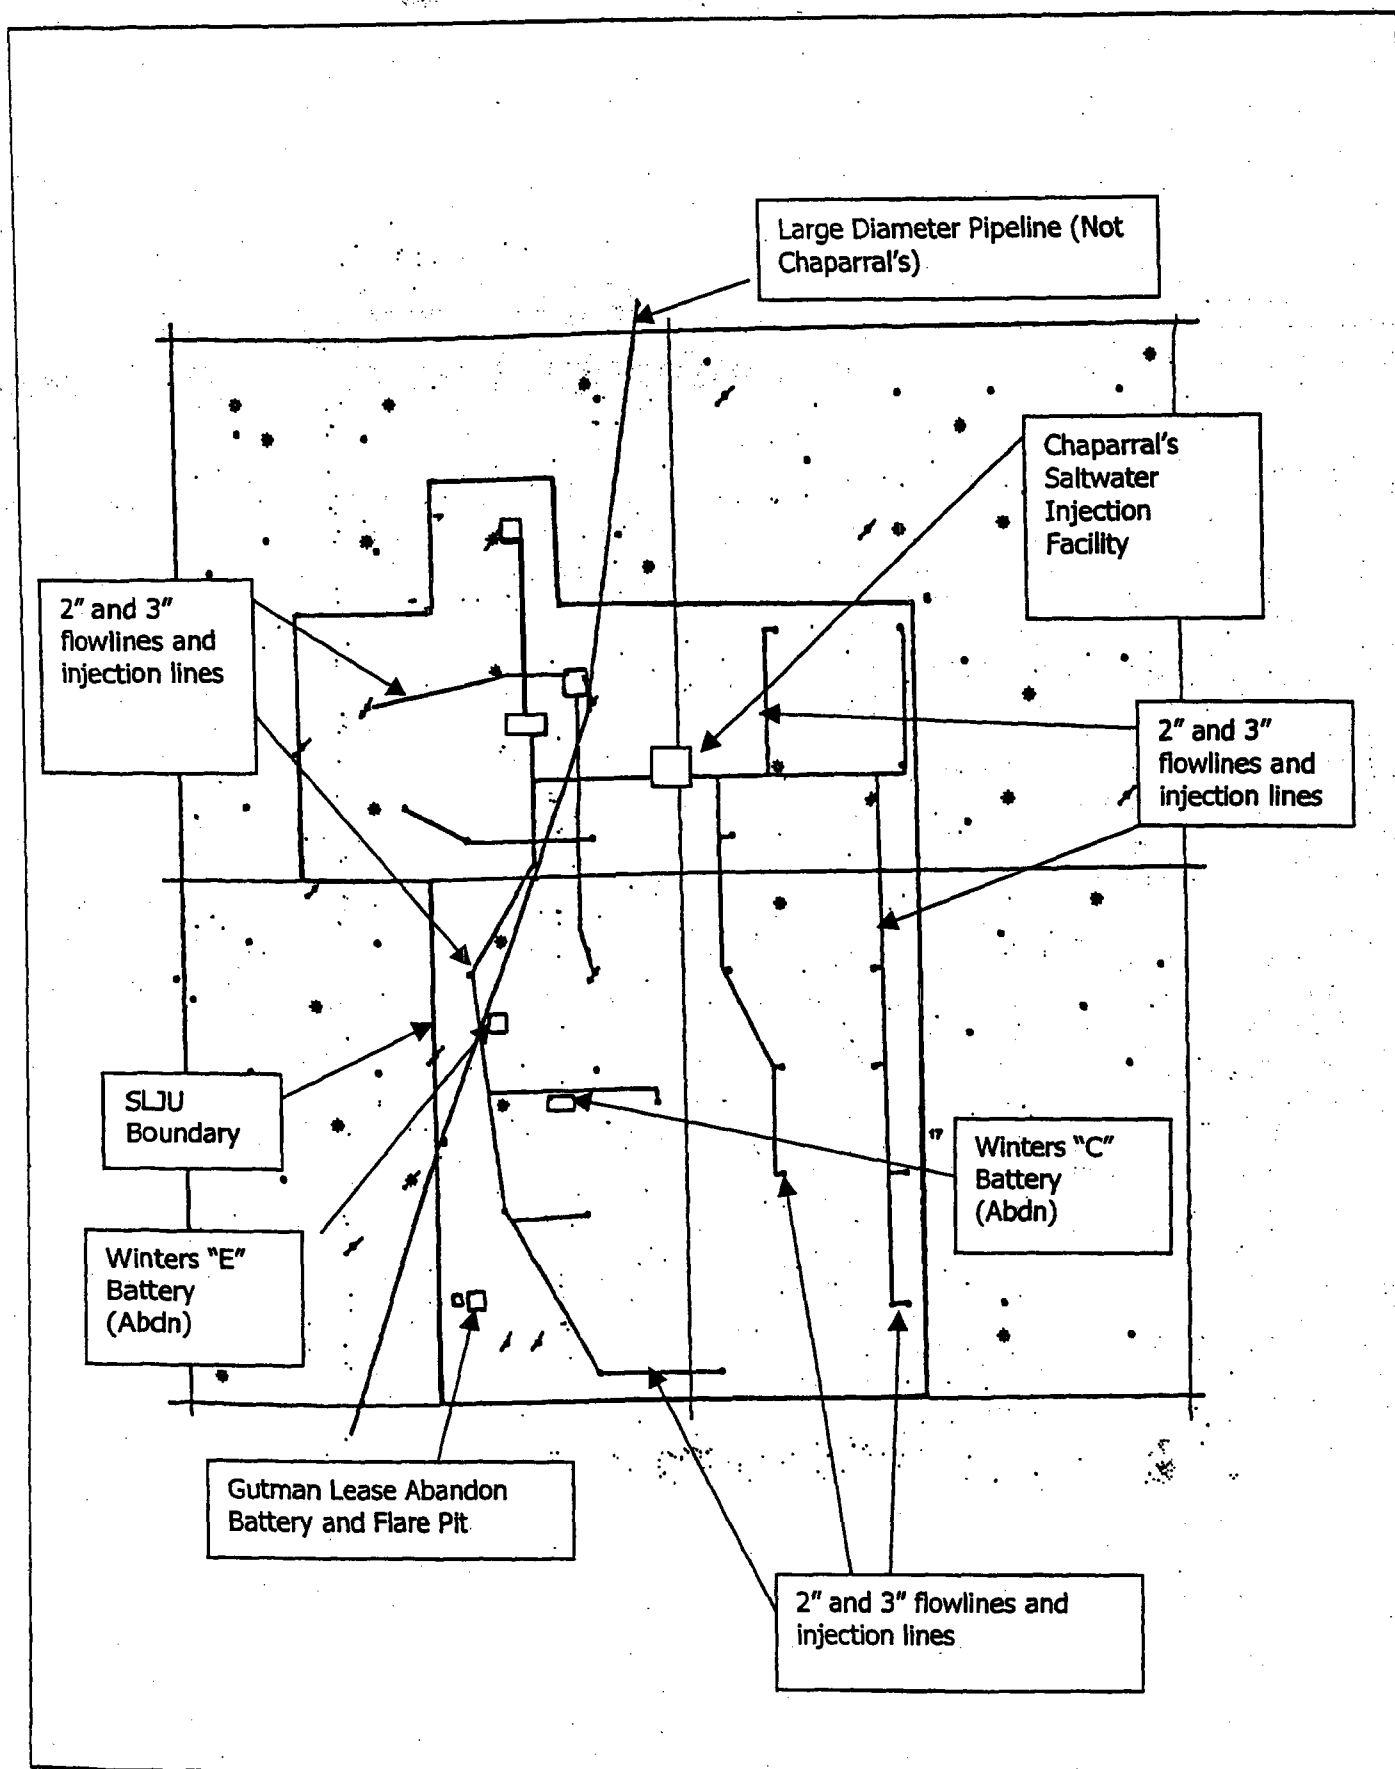 Large Diameter Pipeline (Not
Chaparral's)
Chaparral's
Saltwater
Injection
Facility
2" and 3"
flowlines and
injection lines
2" and 3"
flowlines and
injection lines
SLJU
Boundary
17
Winters "C"
Battery
(Abdn)
Winters "E"
Battery
(Abdn)
Gutman Lease Abandon
Battery and Flare Pit
2" and 3" flowlines and
injection lines